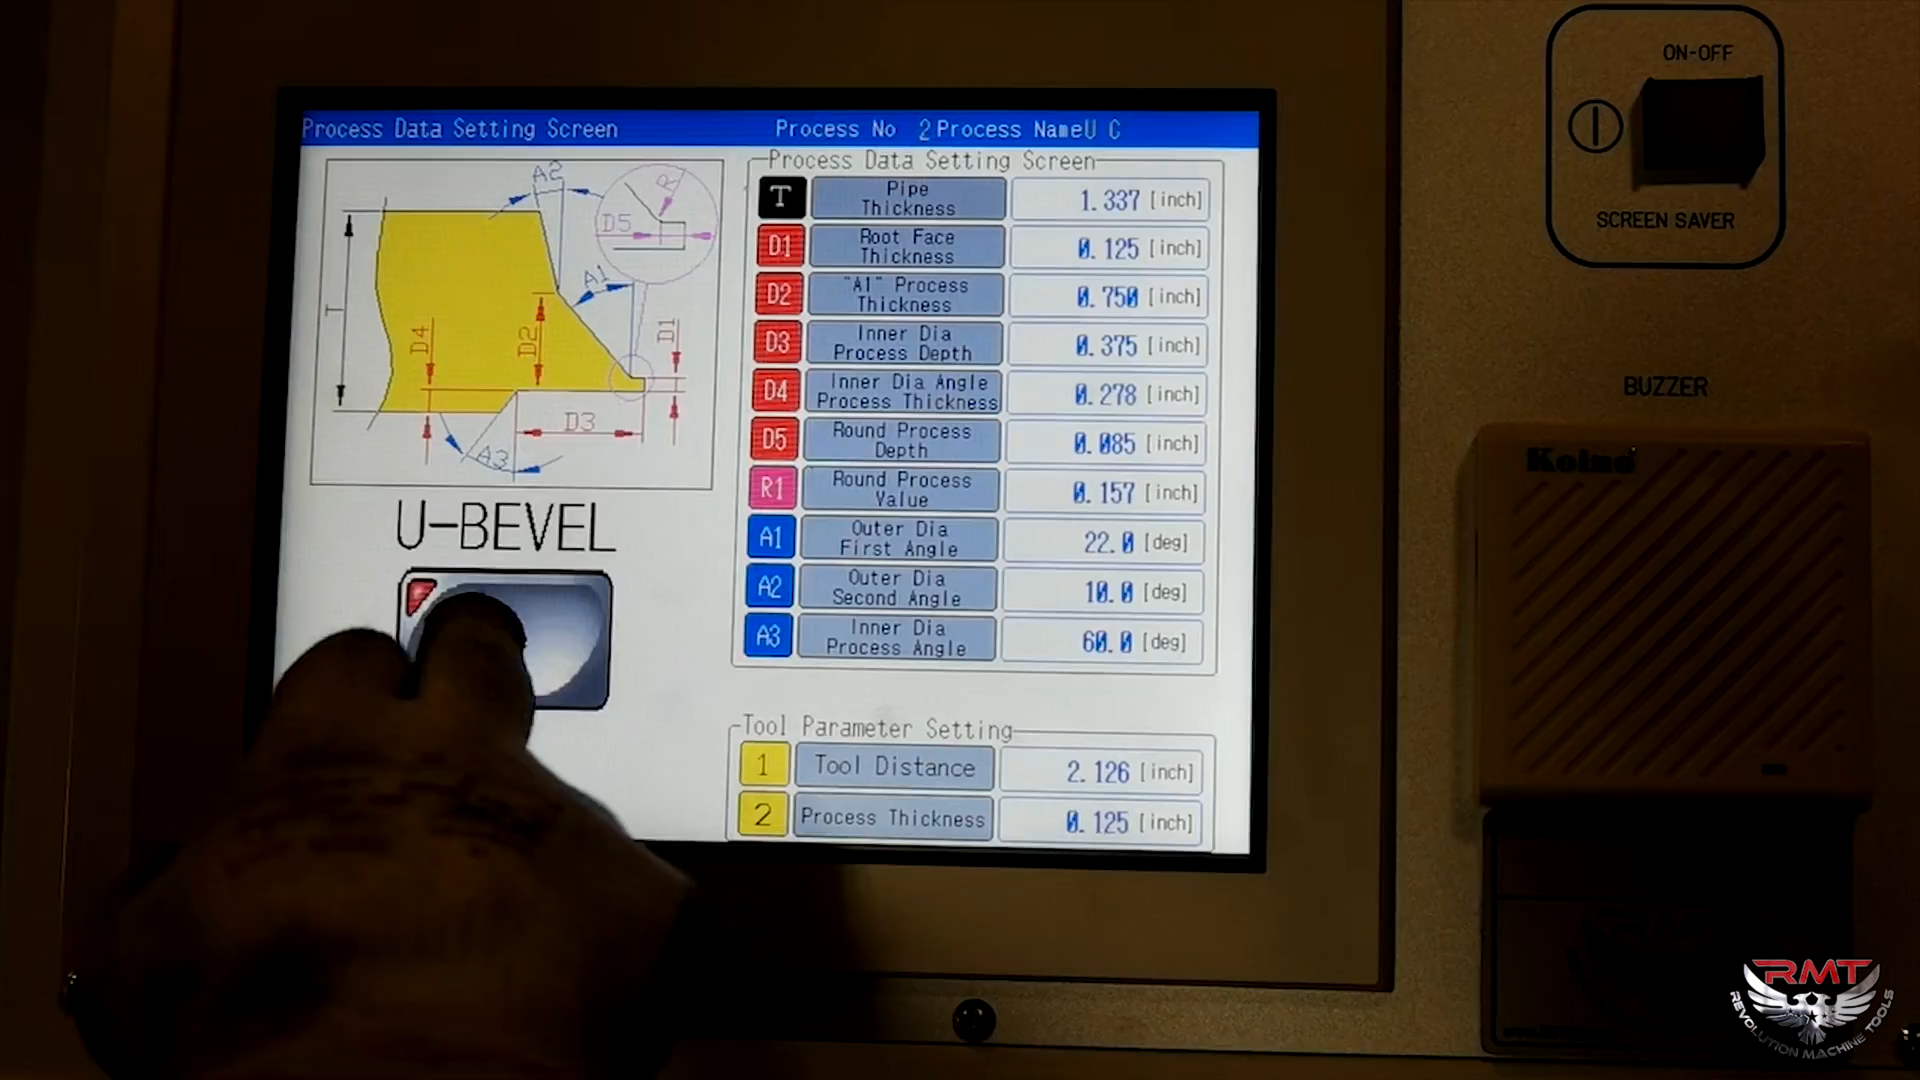 Process Data Setting Screen
Process No 2 Process Name U C
Process Data Setting Screen
T Pipe Thickness 1.337 [inch]
D1 Root Face Thickness 0.125 [inch]
D2 "A1" Process Thickness 0.750 [inch]
D3 Inner Dia Process Depth 0.375 [inch]
D4 Inner Dia Angle Process Thickness 0.278 [inch]
D5 Round Process Depth 0.085 [inch]
R1 Round Process Value 0.157 [inch]
A1 Outer Dia First Angle 22.0 [deg]
A2 Outer Dia Second Angle 10.0 [deg]
A3 Inner Dia Process Angle 60.0 [deg]
A2
R
D5
A1
T
D4
D2
D1
D3
A3
U-BEVEL
Tool Parameter Setting
1 Tool Distance 2.126 [inch]
2 Process Thickness 0.125 [inch]
ON-OFF
SCREEN SAVER
BUZZER
Koino
RMT
REVOLUTION MACHINE TOOLS